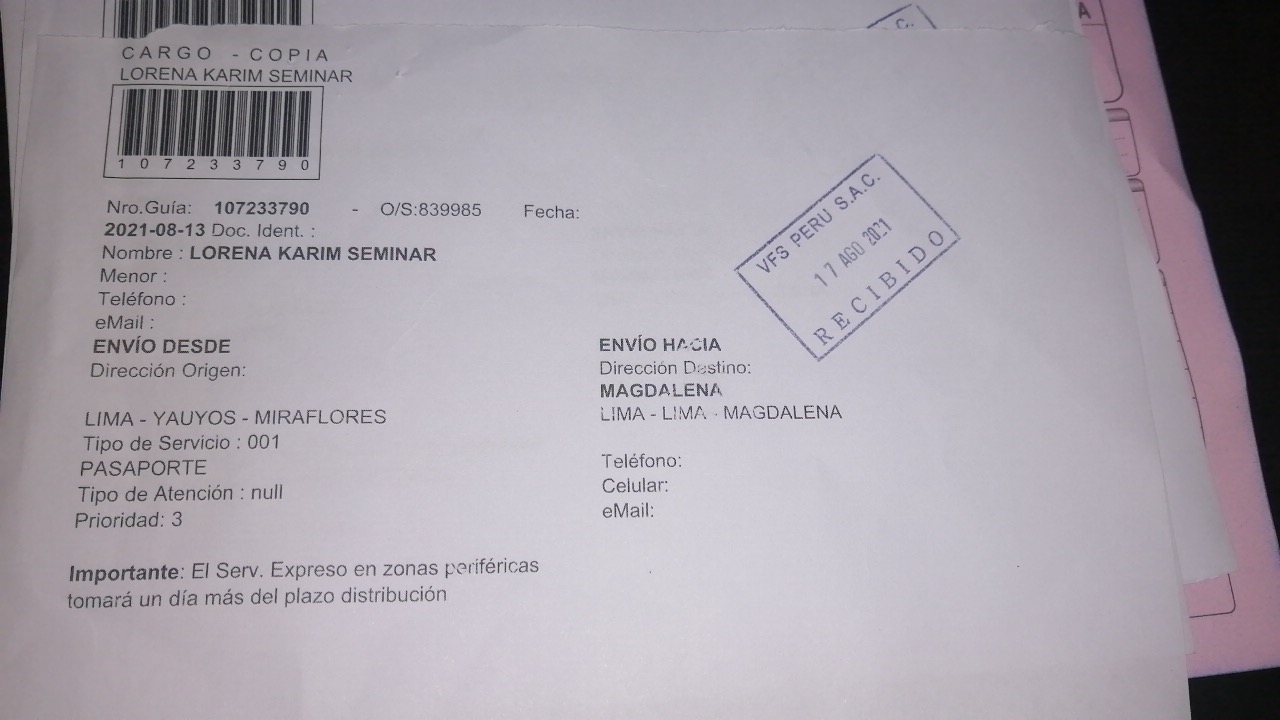 CARGO - COPIA
LORENA KARIM SEMINAR
107233790
Nro.Guía: 107233790 - O/S:839985 Fecha:
2021-08-13 Doc. Ident. :
Nombre : LORENA KARIM SEMINAR
Menor :
Teléfono :
eMail :
ENVÍO DESDE
Dirección Origen:
LIMA - YAUYOS - MIRAFLORES
Tipo de Servicio : 001
PASAPORTE
Tipo de Atención : null
Prioridad: 3
Importante: El Serv. Expreso en zonas periféricas
tomará un día más del plazo distribución
ENVÍO HACIA
Dirección Destino:
MAGDALENA
LIMA - LIMA - MAGDALENA
Teléfono:
Celular:
eMail:
VFS PERU S.A.C.
17 AGO 2021
RECIBIDO
A